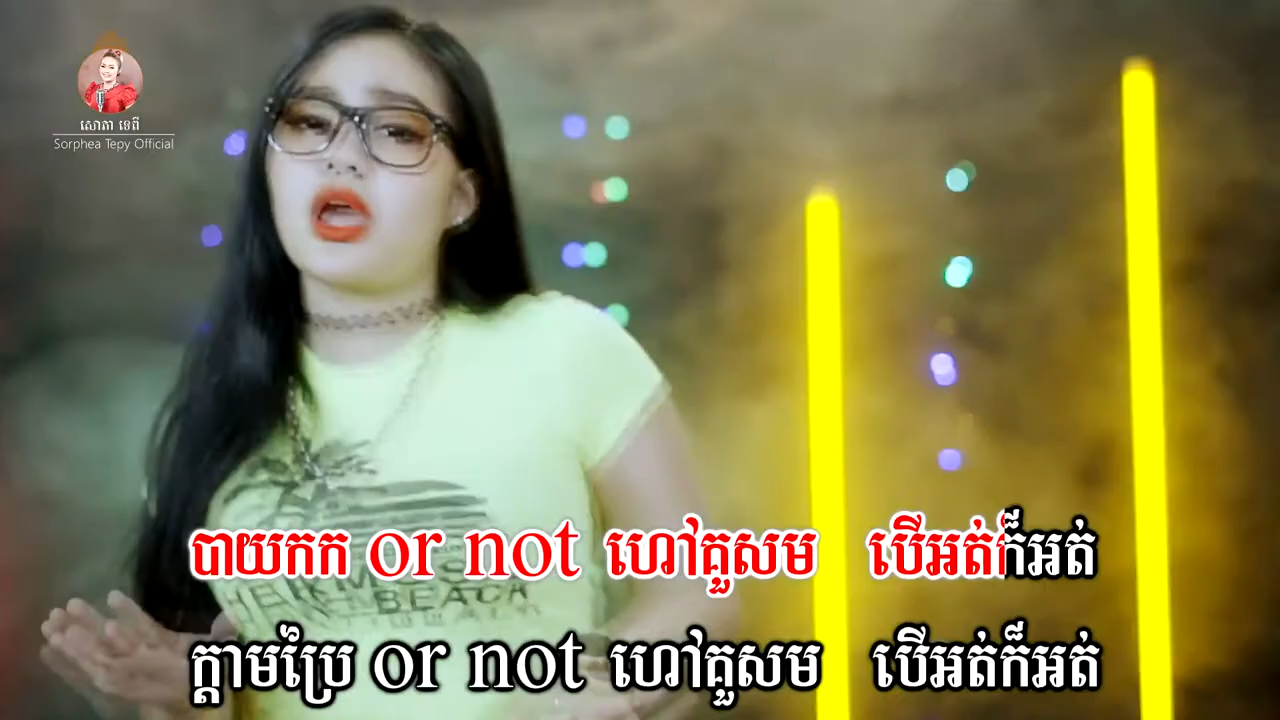 សោភា ទេពី
Sorphea Tepy Official
BEACH
បាយកក or not ហៅគួសម បើអត់ក៏អត់
ក្ដាមប្រៃ or not ហៅគួសម បើអត់ក៏អត់